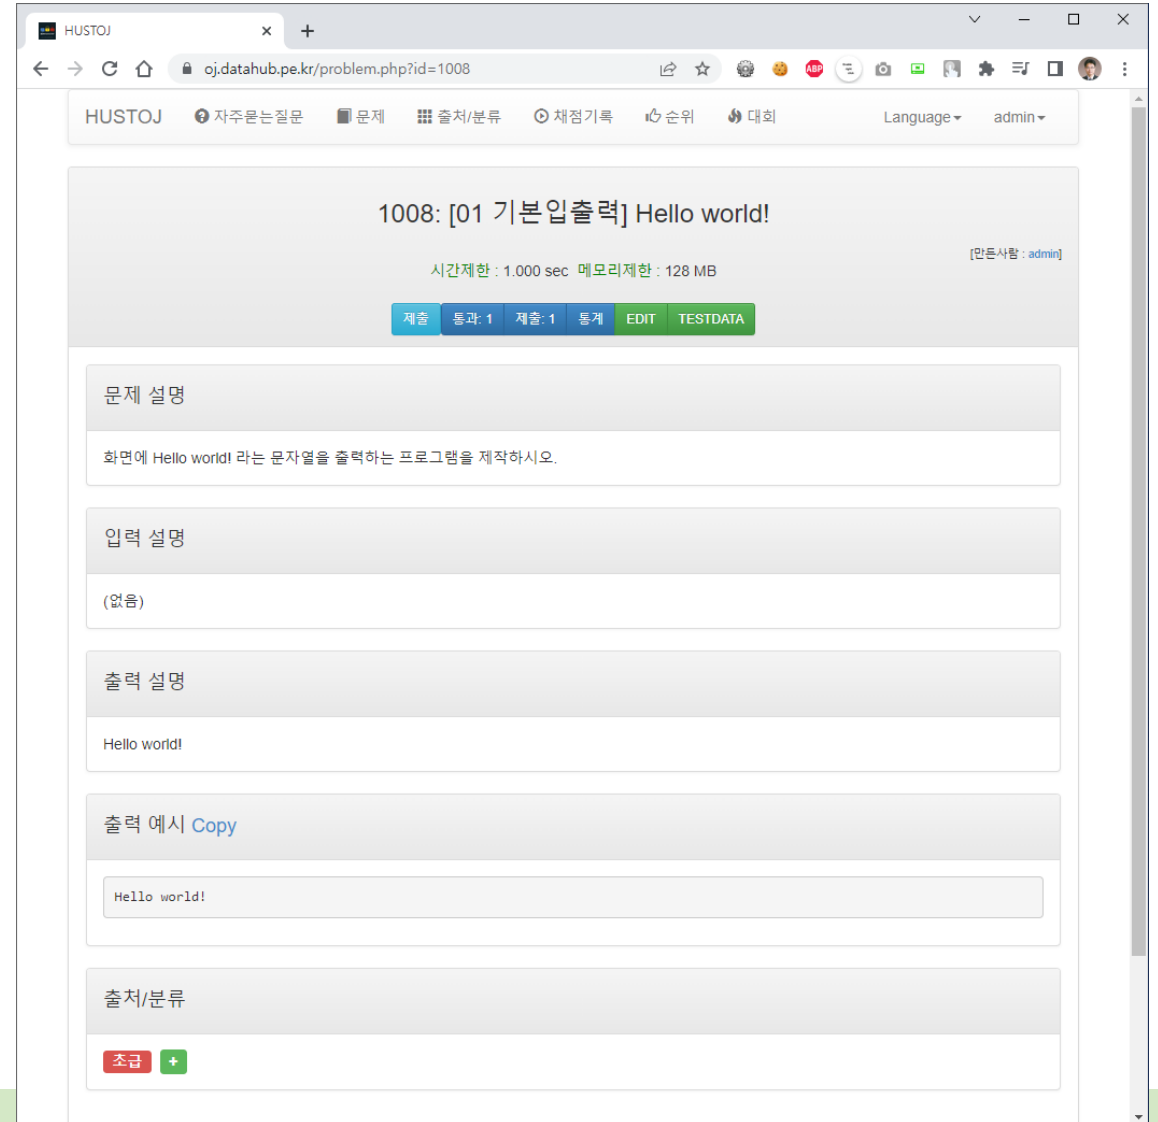 HUSTOJ
oj.datahub.pe.kr/problem.php?id=1008
ABP
HUSTOJ 자주묻는질문 문제 출처/분류 채점기록 순위 대회 Language admin
1008: [01 기본입출력] Hello world!
[만든사람 : admin]
시간제한 : 1.000 sec 메모리제한 : 128 MB
제출 통과: 1 제출: 1 통계 EDIT TESTDATA
문제 설명
화면에 Hello world! 라는 문자열을 출력하는 프로그램을 제작하시오.
입력 설명
(없음)
출력 설명
Hello world!
출력 예시 Copy
Hello world!
출처/분류
초급 +